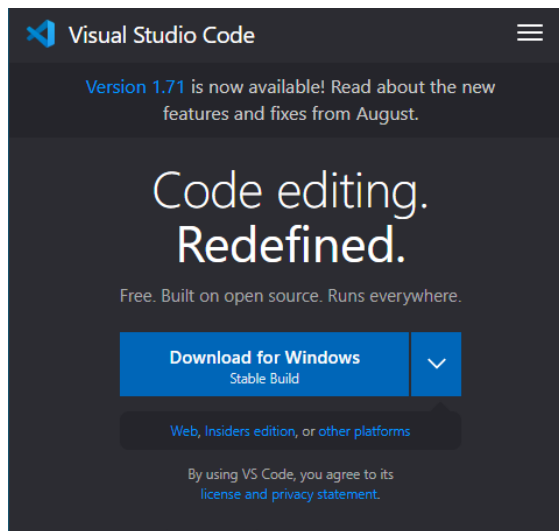 Visual Studio Code
Version 1.71 is now available! Read about the new
features and fixes from August.
Code editing.
Redefined.
Free. Built on open source. Runs everywhere.
Download for Windows
Stable Build
Web, Insiders edition, or other platforms
By using VS Code, you agree to its
license and privacy statement.